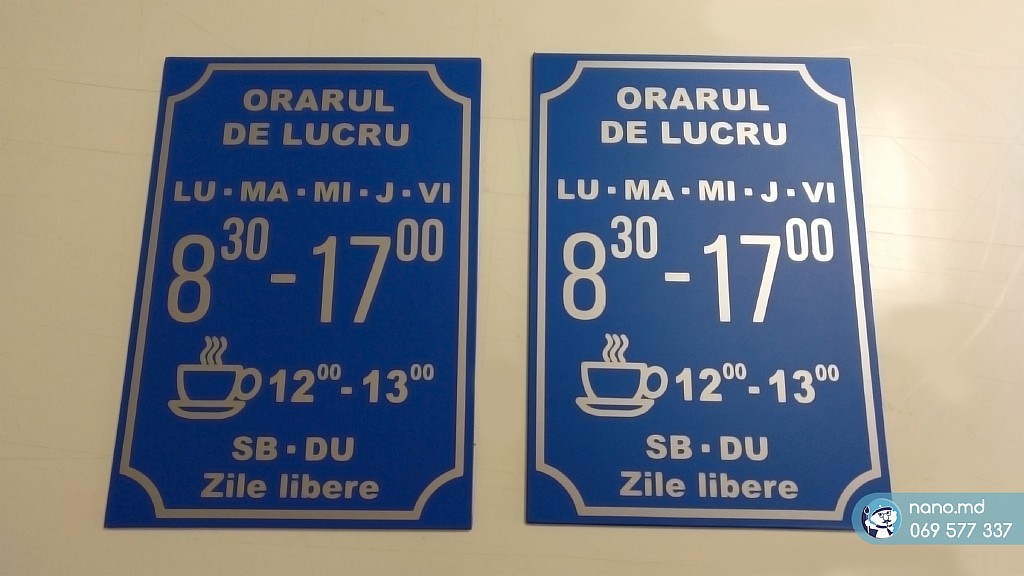 ORARUL
DE LUCRU
LU · MA · MI · J · VI
8³⁰ - 17⁰⁰
12⁰⁰ - 13⁰⁰
SB · DU
Zile libere
ORARUL
DE LUCRU
LU · MA · MI · J · VI
8³⁰ - 17⁰⁰
12⁰⁰ - 13⁰⁰
SB · DU
Zile libere
nano.md
069 577 337